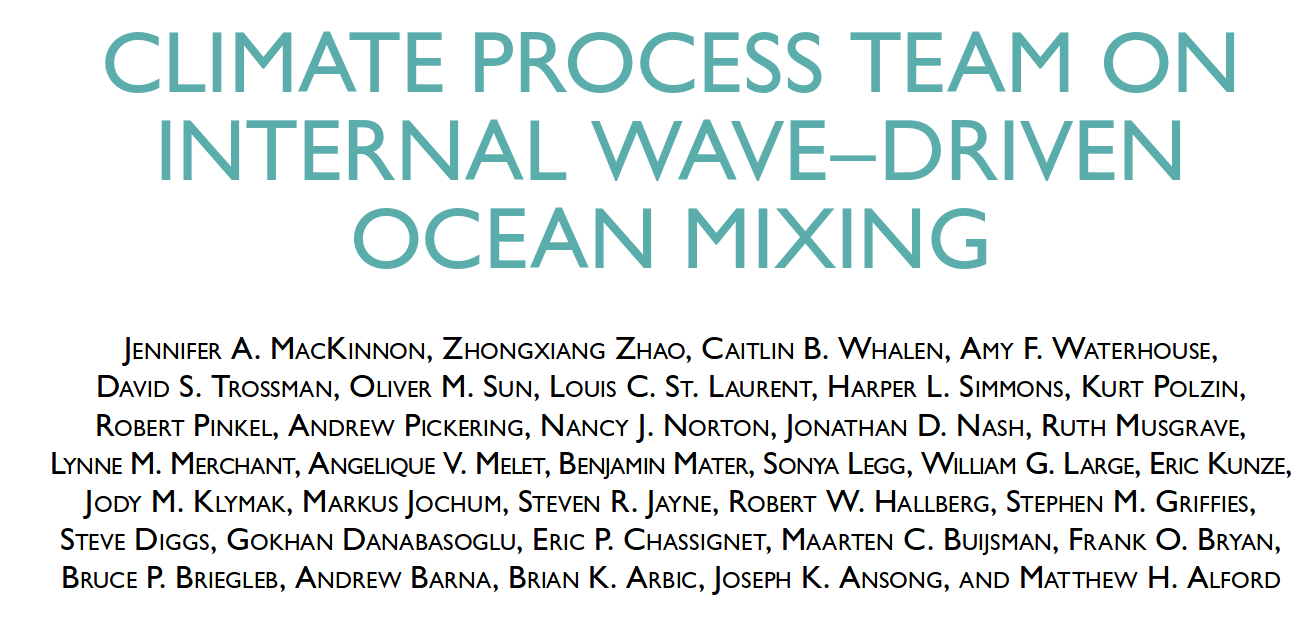 CLIMATE PROCESS TEAM ON
INTERNAL WAVE–DRIVEN
OCEAN MIXING
Jennifer A. MacKinnon, Zhongxiang Zhao, Caitlin B. Whalen, Amy F. Waterhouse,
David S. Trossman, Oliver M. Sun, Louis C. St. Laurent, Harper L. Simmons, Kurt Polzin,
Robert Pinkel, Andrew Pickering, Nancy J. Norton, Jonathan D. Nash, Ruth Musgrave,
Lynne M. Merchant, Angelique V. Melet, Benjamin Mater, Sonya Legg, William G. Large, Eric Kunze,
Jody M. Klymak, Markus Jochum, Steven R. Jayne, Robert W. Hallberg, Stephen M. Griffies,
Steve Diggs, Gokhan Danabasoglu, Eric P. Chassignet, Maarten C. Buijsman, Frank O. Bryan,
Bruce P. Briegleb, Andrew Barna, Brian K. Arbic, Joseph K. Ansong, and Matthew H. Alford